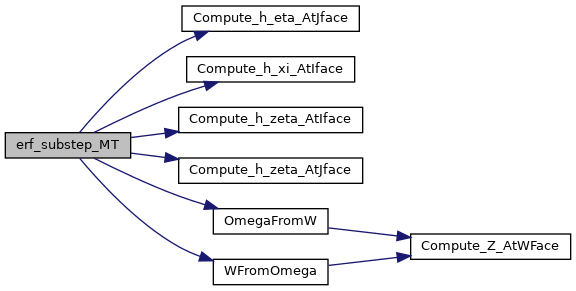 Compute_h_eta_AtJface
Compute_h_xi_AtIface
Compute_h_zeta_AtIface
erf_substep_MT
Compute_h_zeta_AtJface
OmegaFromW
Compute_Z_AtWFace
WFromOmega